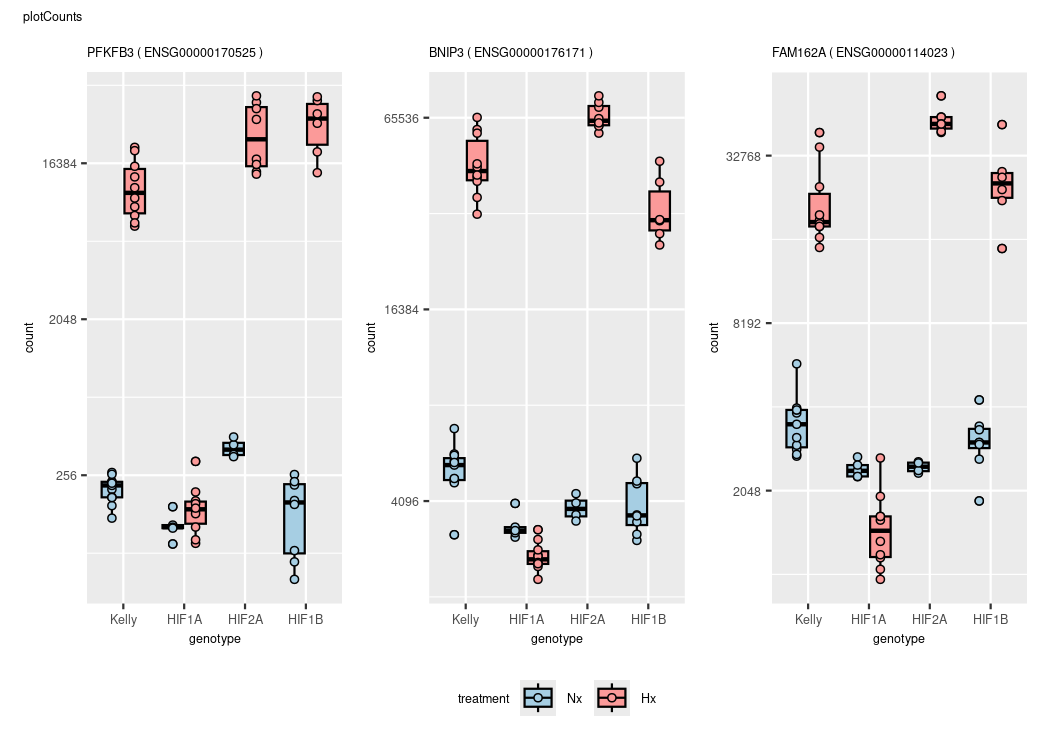 plotCounts
PFKFB3 ( ENSG00000170525 )
BNIP3 ( ENSG00000176171 )
FAM162A ( ENSG00000114023 )
count
16384
2048
256
Kelly HIF1A HIF2A HIF1B
genotype
count
65536
16384
4096
Kelly HIF1A HIF2A HIF1B
genotype
count
32768
8192
2048
Kelly HIF1A HIF2A HIF1B
genotype
treatment Nx Hx